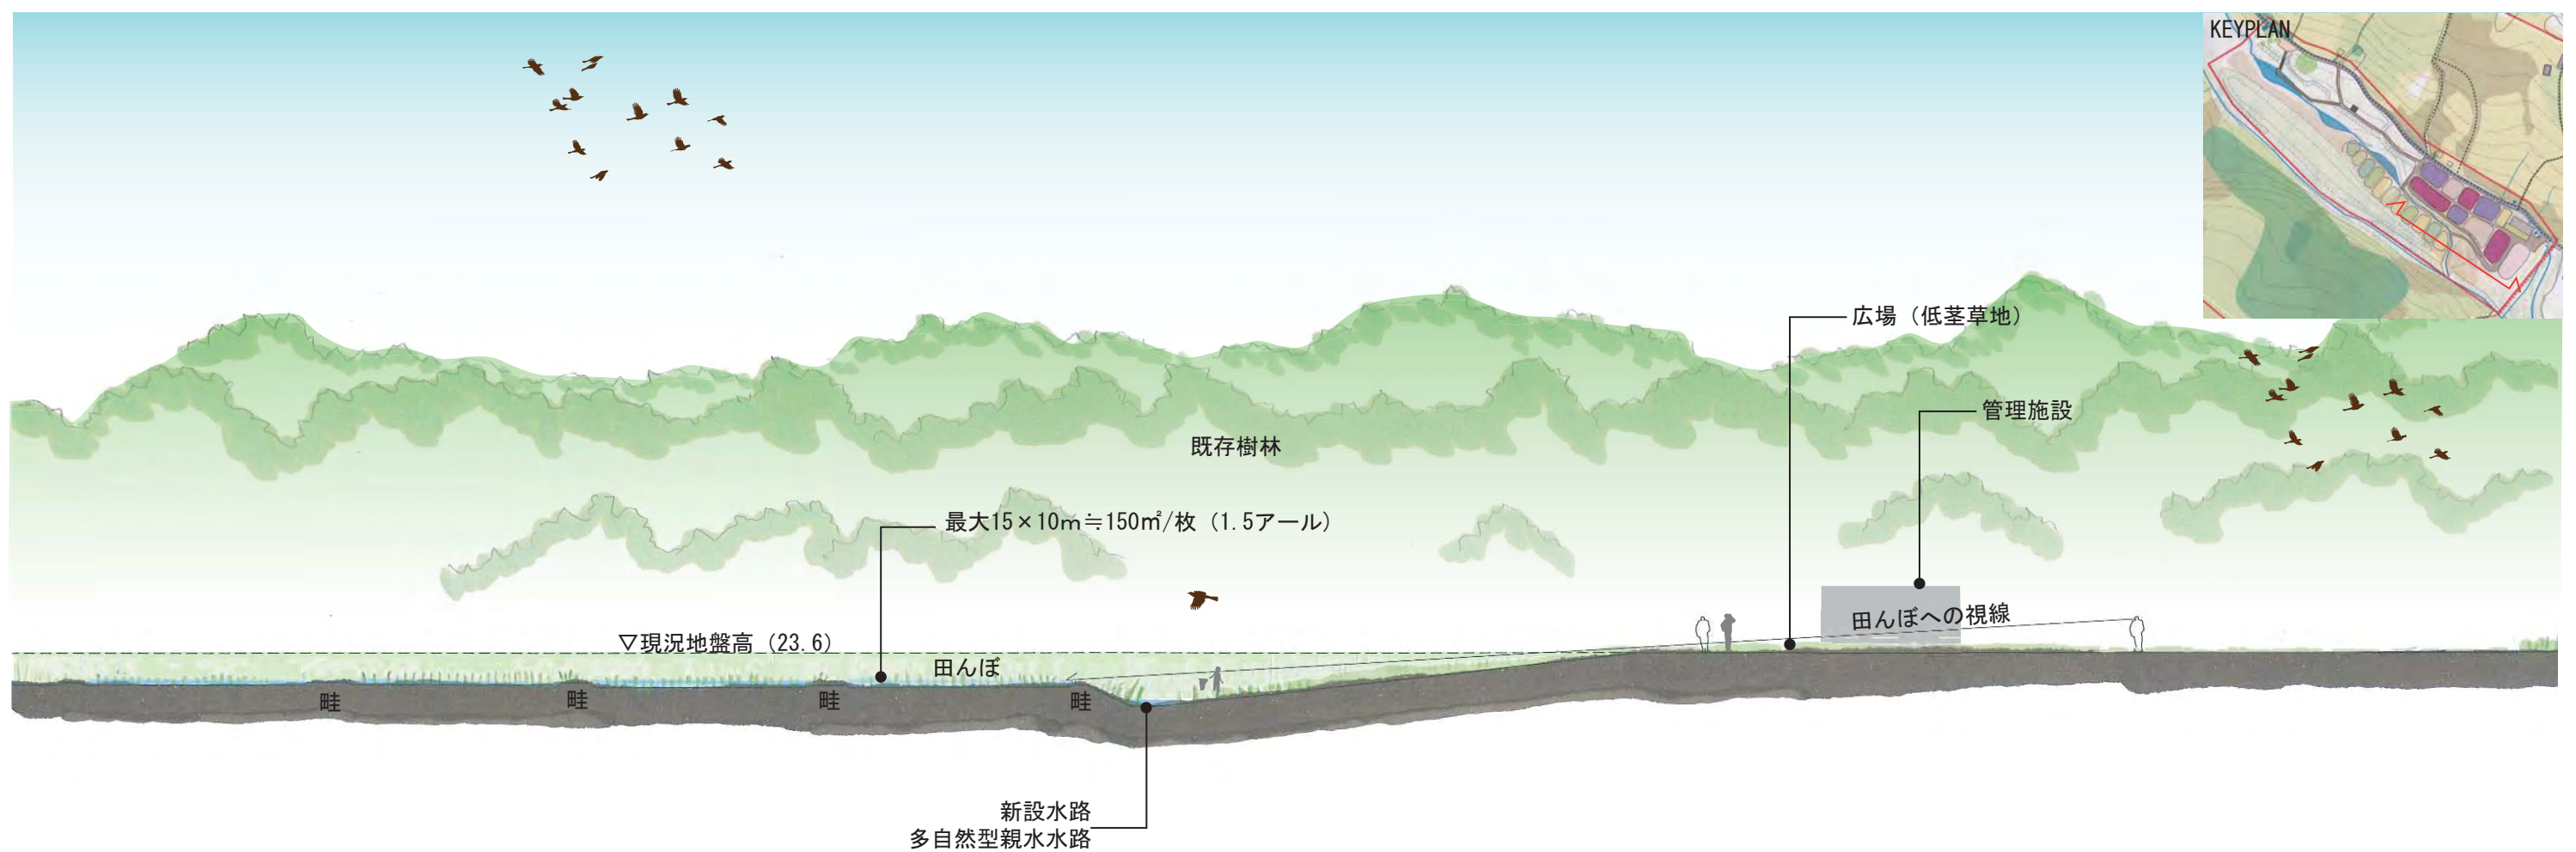 KEYPLAN
広場（低茎草地）
管理施設
既存樹林
最大15×10ｍ≒150㎡/枚（1.5アール）
田んぼへの視線
▽現況地盤高（23.6）
田んぼ
畦
畦
畦
畦
新設水路
多自然型親水水路